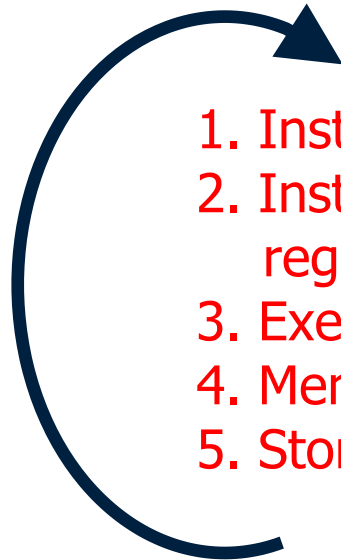 1. Inst
2. Inst
reg
3. Exe
4. Mer
5. Stor